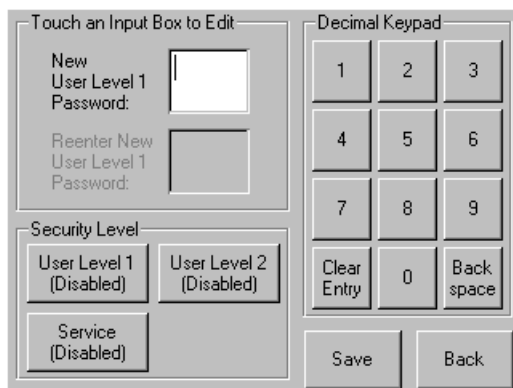 Touch an Input Box to Edit
New
User Level 1
Password:
Reenter New
User Level 1
Password:
Security Level
User Level 1
(Disabled)
User Level 2
(Disabled)
Service
(Disabled)
Decimal Keypad
1 2 3
4 5 6
7 8 9
Clear
Entry
0
Back
space
Save
Back